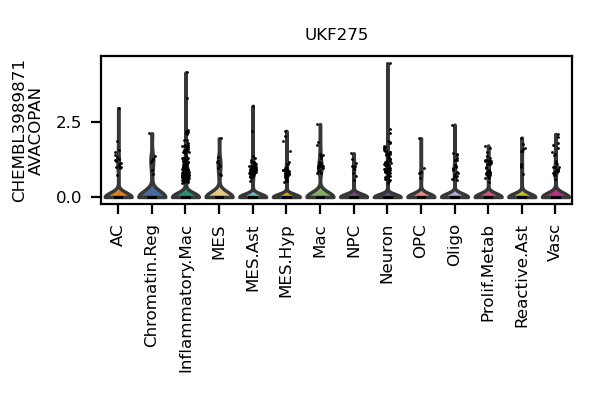 UKF275
CHEMBL3989871
AVACOPAN
2.5
0.0
AC
Chromatin.Reg
Inflammatory.Mac
MES
MES.Ast
MES.Hyp
Mac
NPC
Neuron
OPC
Oligo
Prolif.Metab
Reactive.Ast
Vasc